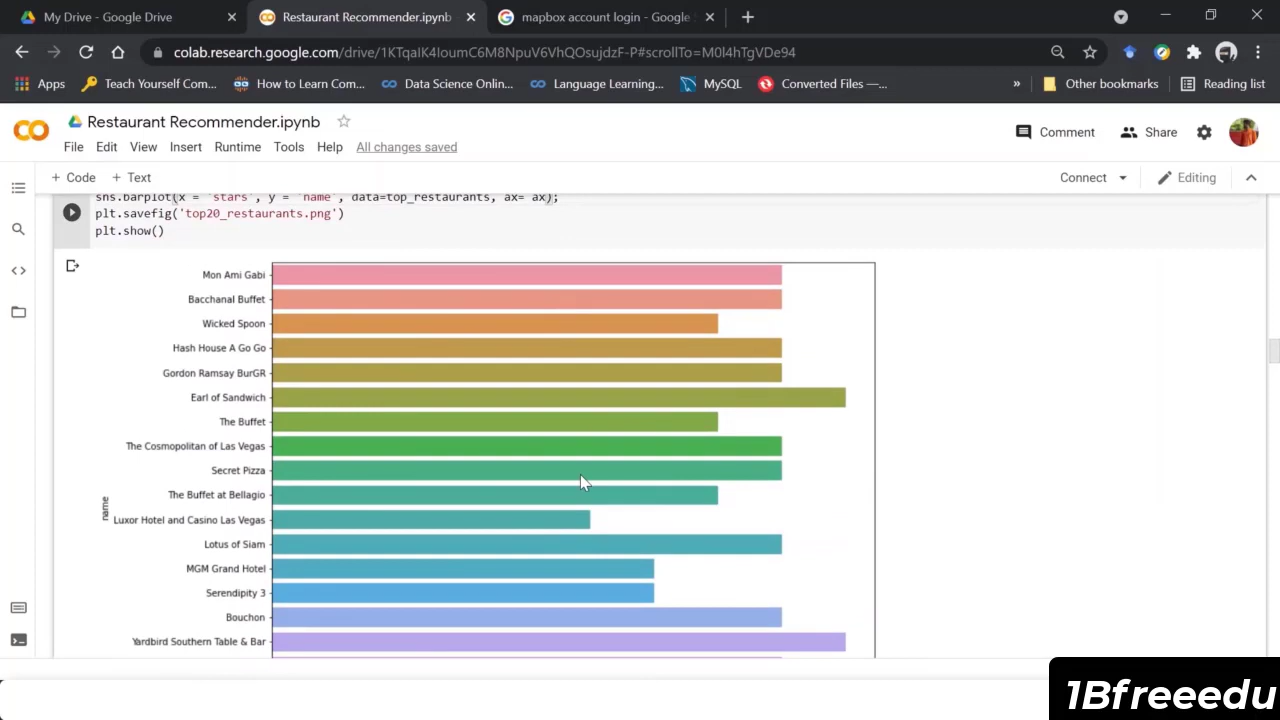 My Drive - Google Drive
Restaurant Recommender.ipynb
mapbox account login - Google
colab.research.google.com/drive/1KTqaIK4IoumC6M8NpuV6VhQOsujdzF-P#scrollTo=M0l4hTgVDe94
Apps
Teach Yourself Com...
How to Learn Com...
Data Science Onlin...
Language Learning...
MySQL
Converted Files —...
»
Other bookmarks
Reading list
Restaurant Recommender.ipynb
Comment
Share
File Edit View Insert Runtime Tools Help All changes saved
+ Code + Text
Connect
Editing
sns.barplot(x = 'stars', y = 'name', data=top_restaurants, ax= ax);
plt.savefig('top20_restaurants.png')
plt.show()
Mon Ami Gabi
Bacchanal Buffet
Wicked Spoon
Hash House A Go Go
Gordon Ramsay BurGR
Earl of Sandwich
The Buffet
The Cosmopolitan of Las Vegas
Secret Pizza
The Buffet at Bellagio
name
Luxor Hotel and Casino Las Vegas
Lotus of Siam
MGM Grand Hotel
Serendipity 3
Bouchon
Yardbird Southern Table & Bar
1Bfreeedu